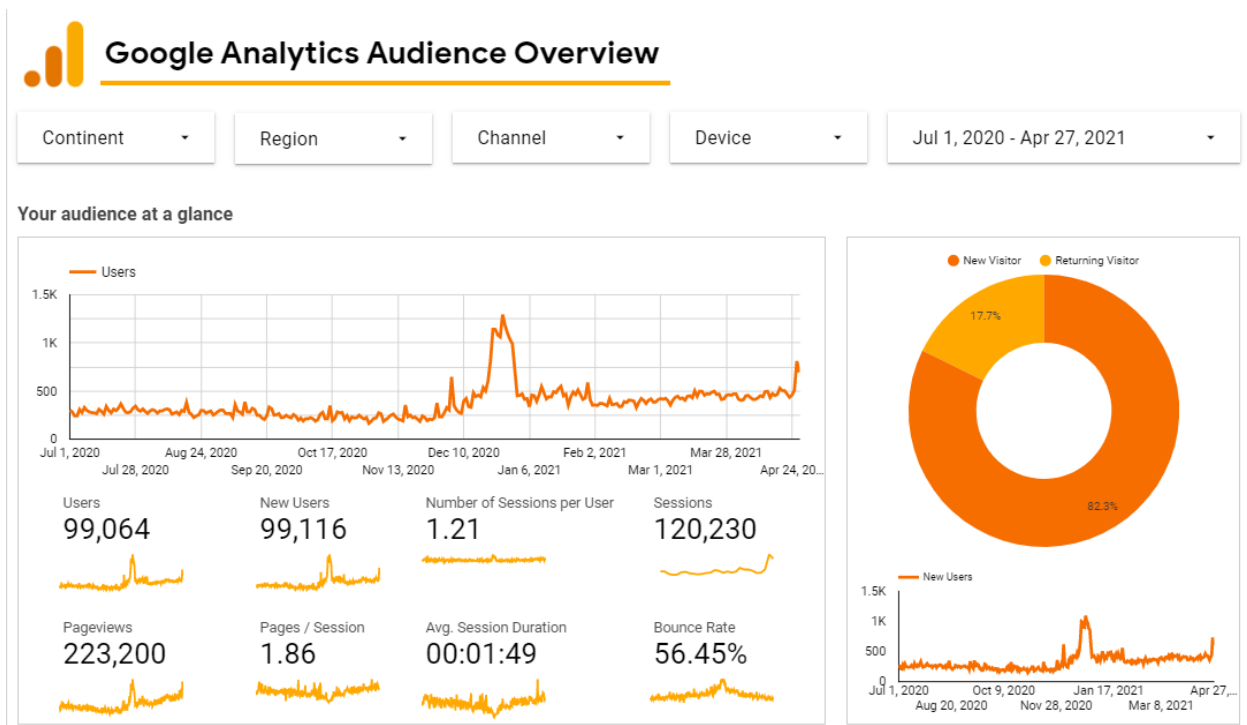 Google Analytics Audience Overview
Continent
Region
Channel
Device
Jul 1, 2020 - Apr 27, 2021
Your audience at a glance
Users
1.5K
1K
500
0
Jul 1, 2020
Aug 24, 2020
Oct 17, 2020
Dec 10, 2020
Feb 2, 2021
Mar 28, 2021
Jul 28, 2020
Sep 20, 2020
Nov 13, 2020
Jan 6, 2021
Mar 1, 2021
Apr 24, 20...
Users
99,064
New Users
99,116
Number of Sessions per User
1.21
Sessions
120,230
Pageviews
223,200
Pages / Session
1.86
Avg. Session Duration
00:01:49
Bounce Rate
56.45%
New Visitor
Returning Visitor
17.7%
82.3%
New Users
1.5K
1K
500
0
Jul 1, 2020
Oct 9, 2020
Jan 17, 2021
Apr 27,...
Aug 20, 2020
Nov 28, 2020
Mar 8, 2021